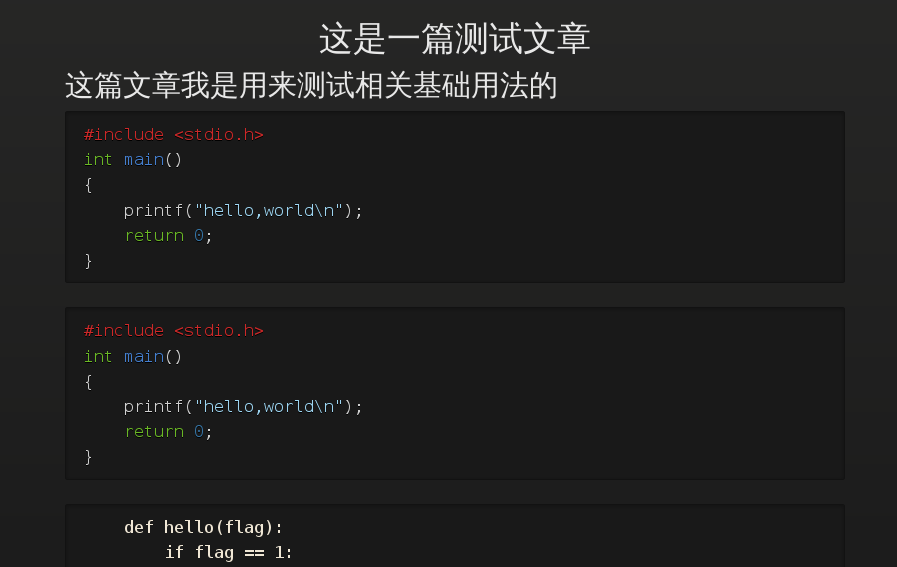 这是一篇测试文章
这篇文章我是用来测试相关基础用法的
#include <stdio.h>
int main()
{
    printf("hello,world\n");
    return 0;
}
#include <stdio.h>
int main()
{
    printf("hello,world\n");
    return 0;
}
    def hello(flag):
        if flag == 1: